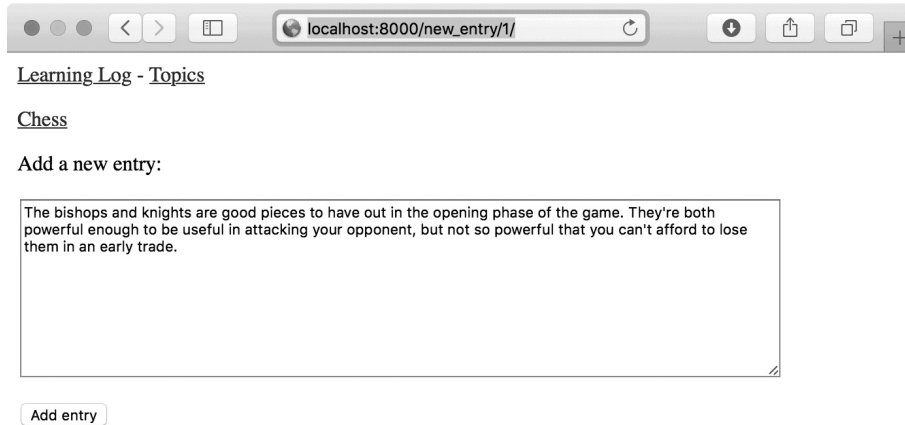 localhost:8000/new_entry/1/
Learning Log - Topics
Chess
Add a new entry:
The bishops and knights are good pieces to have out in the opening phase of the game. They're both
powerful enough to be useful in attacking your opponent, but not so powerful that you can't afford to lose
them in an early trade.
Add entry